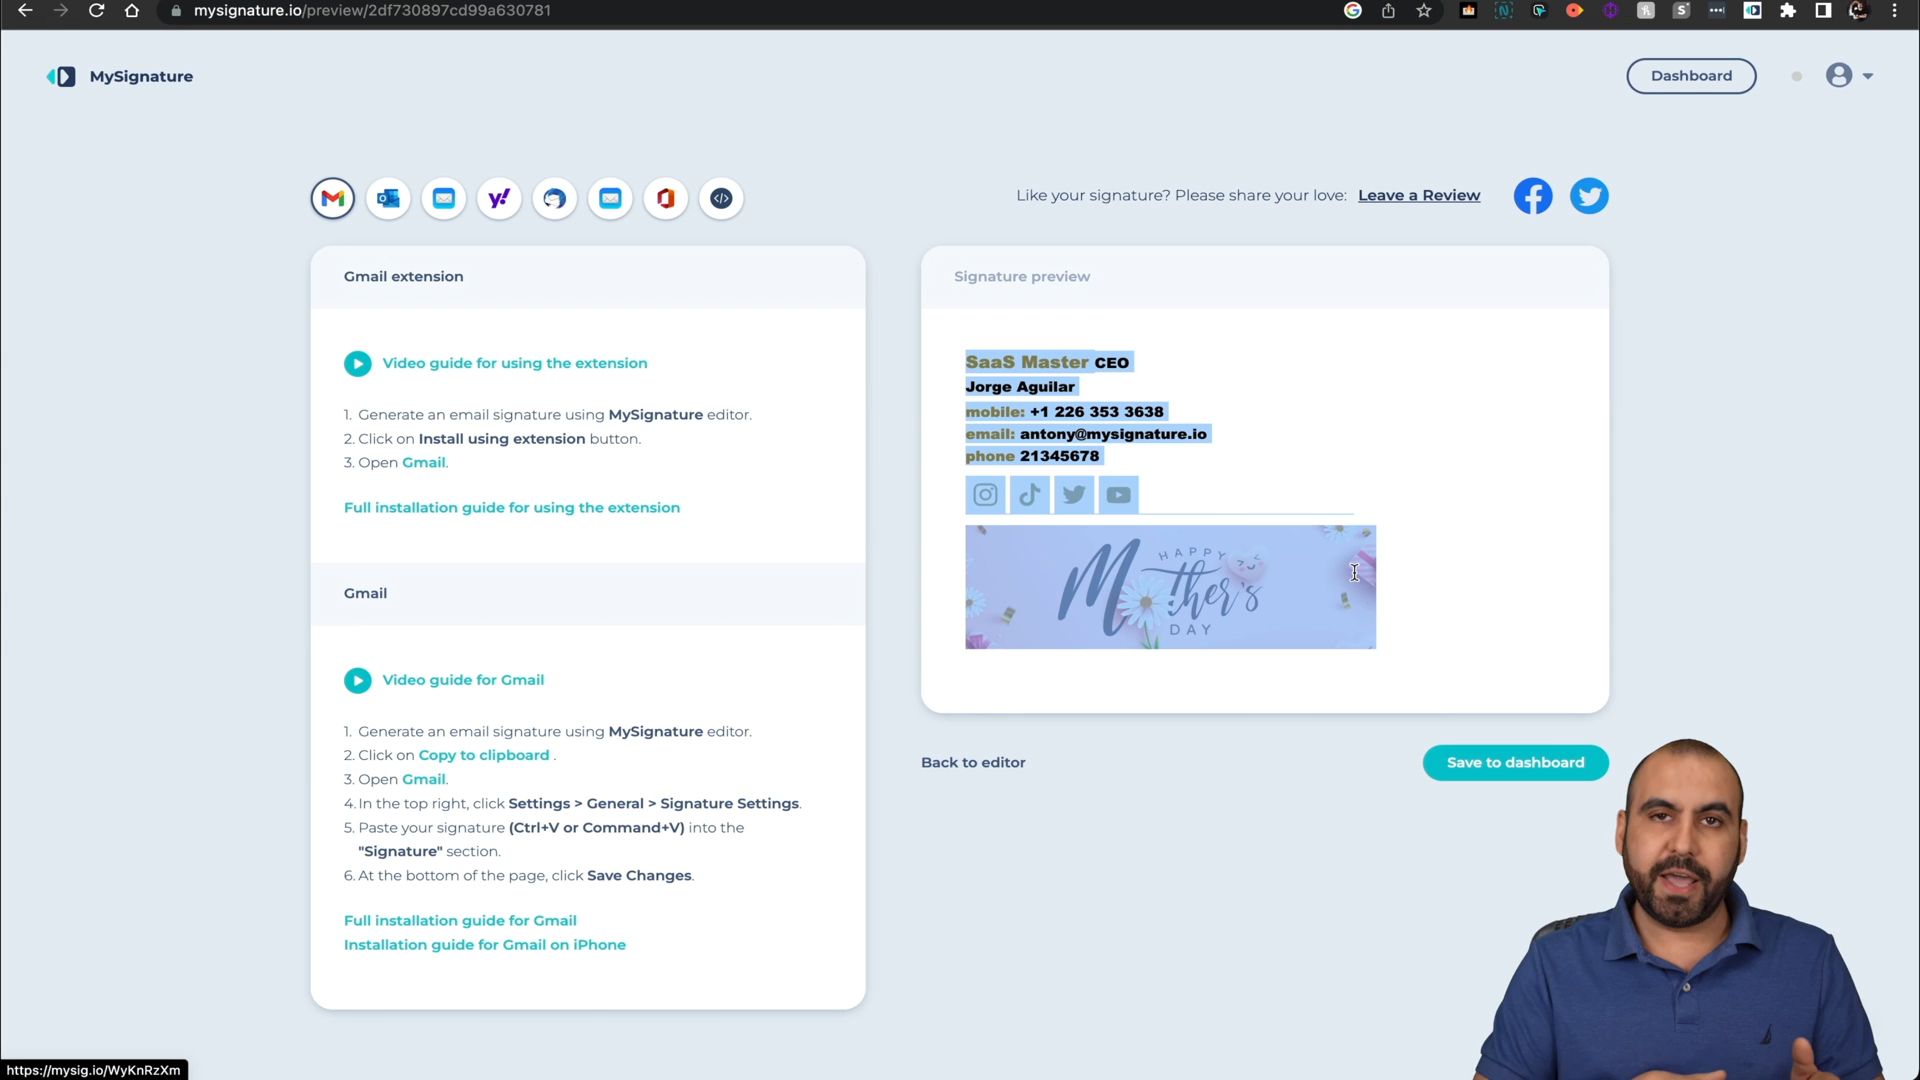 mysignature.io/preview/2df730897cd99a630781
MySignature
Dashboard
Like your signature? Please share your love: Leave a Review
Gmail extension
Video guide for using the extension
1. Generate an email signature using MySignature editor.
2. Click on Install using extension button.
3. Open Gmail.
Full installation guide for using the extension
Gmail
Video guide for Gmail
1. Generate an email signature using MySignature editor.
2. Click on Copy to clipboard .
3. Open Gmail.
4. In the top right, click Settings > General > Signature Settings.
5. Paste your signature (Ctrl+V or Command+V) into the
"Signature" section.
6. At the bottom of the page, click Save Changes.
Full installation guide for Gmail
Installation guide for Gmail on iPhone
Signature preview
SaaS Master CEO
Jorge Aguilar
mobile: +1 226 353 3638
email: antony@mysignature.io
phone 21345678
HAPPY
Mother's
DAY
Back to editor
Save to dashboard
https://mysig.io/WyKnRzXm